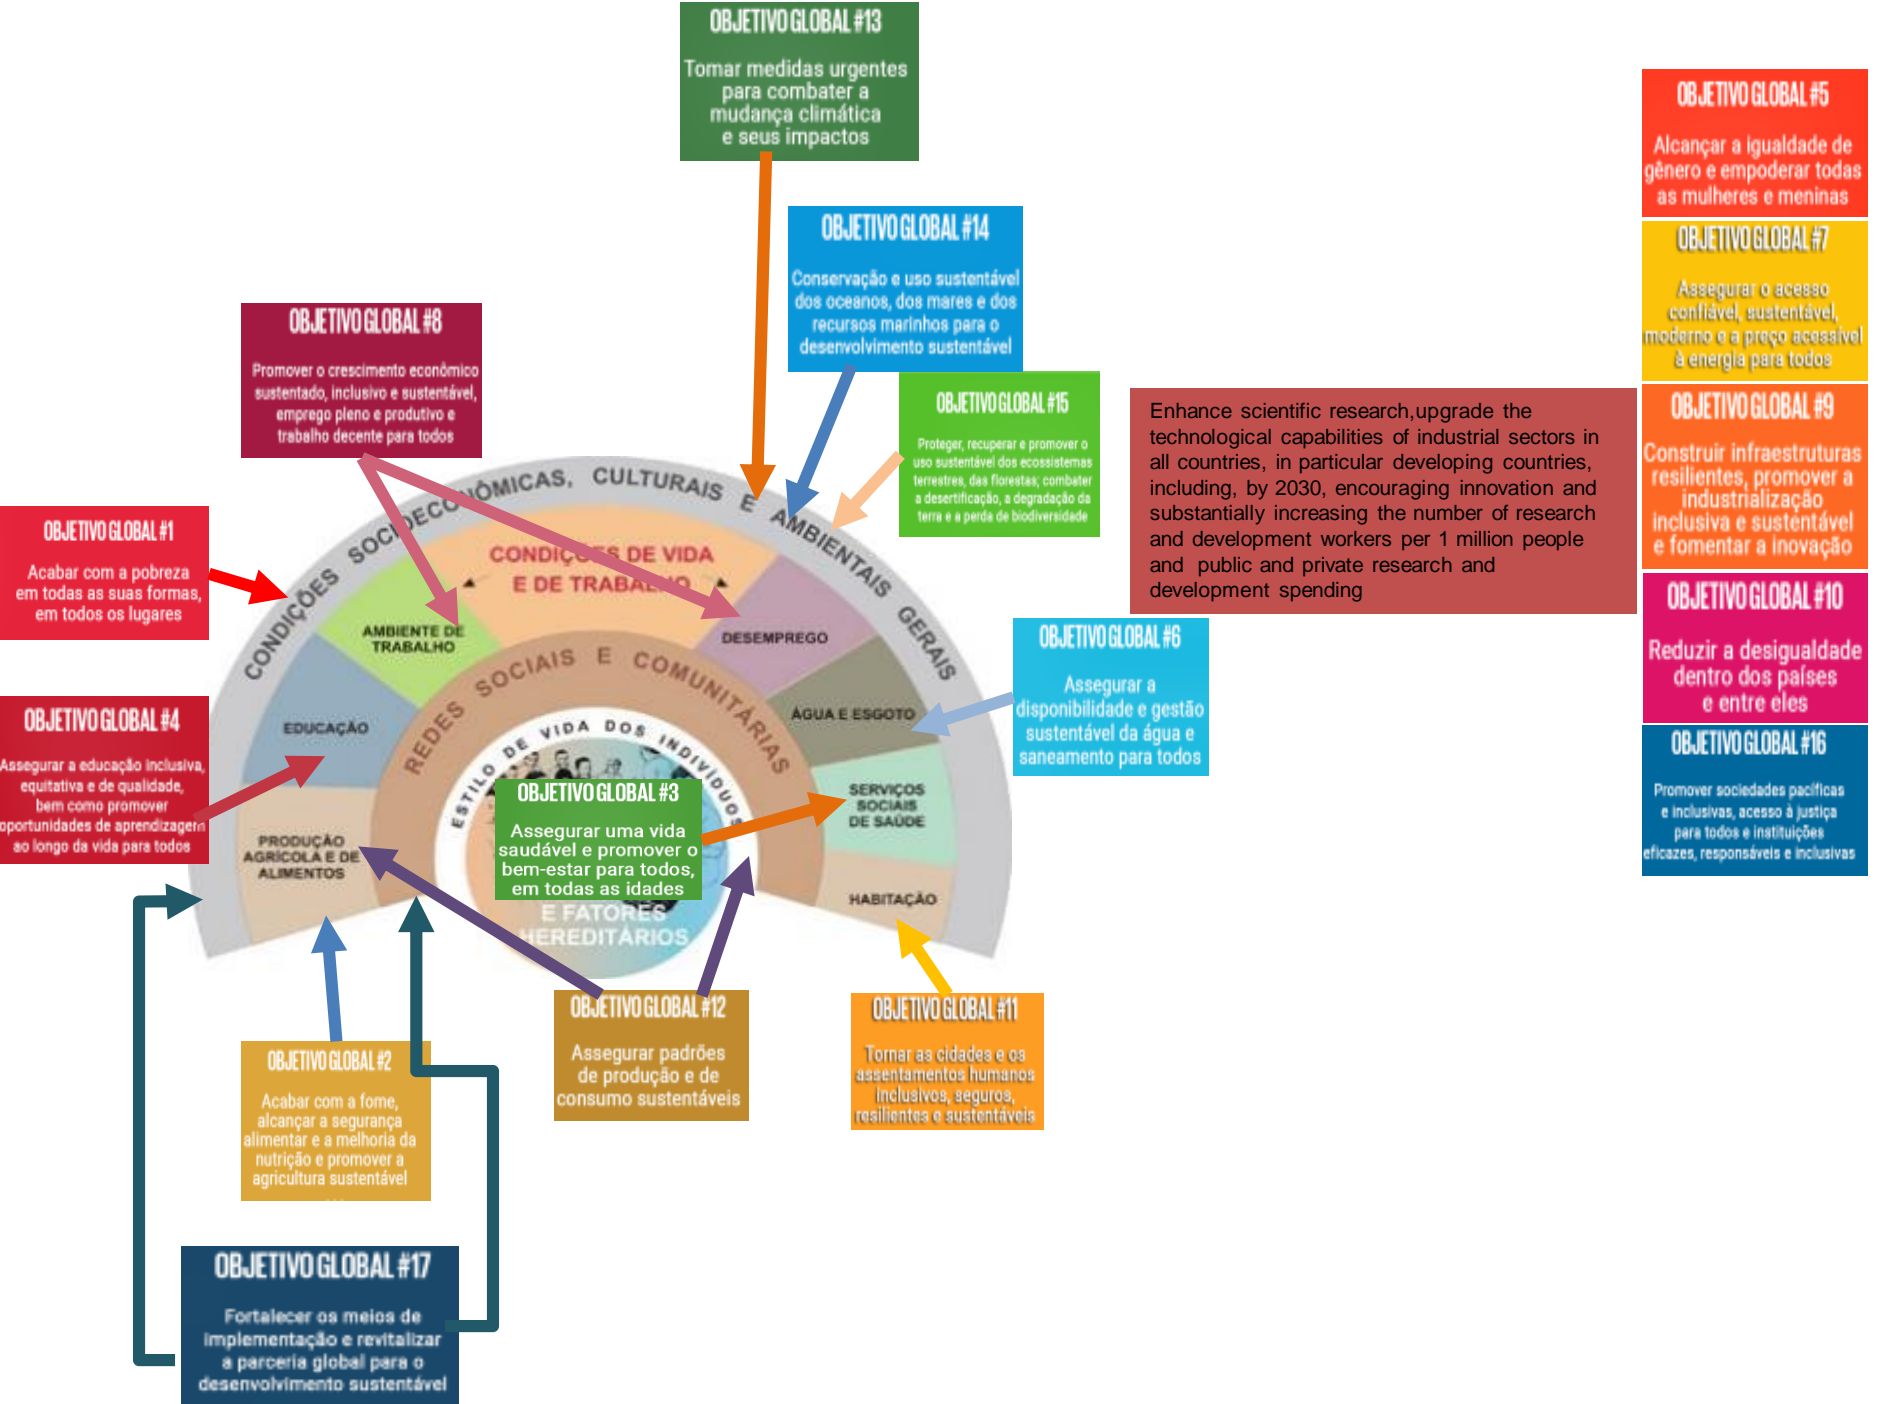 OBJETIVO GLOBAL #13
Tomar medidas urgentes
para combater a
mudança climática
e seus impactos
OBJETIVO GLOBAL #14
Conservação e uso sustentável
dos oceanos, dos mares e dos
recursos marinhos para o
desenvolvimento sustentável
OBJETIVO GLOBAL #8
Promover o crescimento econômico
sustentado, inclusivo e sustentável,
emprego pleno e produtivo e
trabalho decente para todos
OBJETIVO GLOBAL #15
Proteger, recuperar e promover o
uso sustentável dos ecossistemas
terrestres, das florestas; combater
a desertificação, a degradação da
terra e a perda de biodiversidade
OBJETIVO GLOBAL #1
Acabar com a pobreza
em todas as suas formas,
em todos os lugares
OBJETIVO GLOBAL #4
Assegurar a educação inclusiva,
equitativa e de qualidade,
bem como promover
oportunidades de aprendizagem
ao longo da vida para todos
CONDIÇÕES SOCIOECONÔMICAS, CULTURAIS E AMBIENTAIS GERAIS
CONDIÇÕES DE VIDA
E DE TRABALHO
AMBIENTE DE
TRABALHO
DESEMPREGO
EDUCAÇÃO
ÁGUA E ESGOTO
PRODUÇÃO
AGRÍCOLA E DE
ALIMENTOS
SERVIÇOS
SOCIAIS
DE SAÚDE
HABITAÇÃO
REDES SOCIAIS E COMUNITÁRIAS
ESTILO DE VIDA DOS INDIVÍDUOS
OBJETIVO GLOBAL #3
Assegurar uma vida
saudável e promover o
bem-estar para todos,
em todas as idades
E FATORES
HEREDITÁRIOS
OBJETIVO GLOBAL #6
Assegurar a
disponibilidade e gestão
sustentável da água e
saneamento para todos
OBJETIVO GLOBAL #12
Assegurar padrões
de produção e de
consumo sustentáveis
OBJETIVO GLOBAL #11
Tornar as cidades e os
assentamentos humanos
inclusivos, seguros,
resilientes e sustentáveis
OBJETIVO GLOBAL #2
Acabar com a fome,
alcançar a segurança
alimentar e a melhoria da
nutrição e promover a
agricultura sustentável
OBJETIVO GLOBAL #17
Fortalecer os meios de
implementação e revitalizar
a parceria global para o
desenvolvimento sustentável
Enhance scientific research,upgrade the
technological capabilities of industrial sectors in
all countries, in particular developing countries,
including, by 2030, encouraging innovation and
substantially increasing the number of research
and development workers per 1 million people
and public and private research and
development spending
OBJETIVO GLOBAL #5
Alcançar a igualdade de
gênero e empoderar todas
as mulheres e meninas
OBJETIVO GLOBAL #7
Assegurar o acesso
confiável, sustentável,
moderno e a preço acessível
à energia para todos
OBJETIVO GLOBAL #9
Construir infraestruturas
resilientes, promover a
industrialização
inclusiva e sustentável
e fomentar a inovação
OBJETIVO GLOBAL #10
Reduzir a desigualdade
dentro dos países
e entre eles
OBJETIVO GLOBAL #16
Promover sociedades pacíficas
e inclusivas, acesso à justiça
para todos e instituições
eficazes, responsáveis e inclusivas